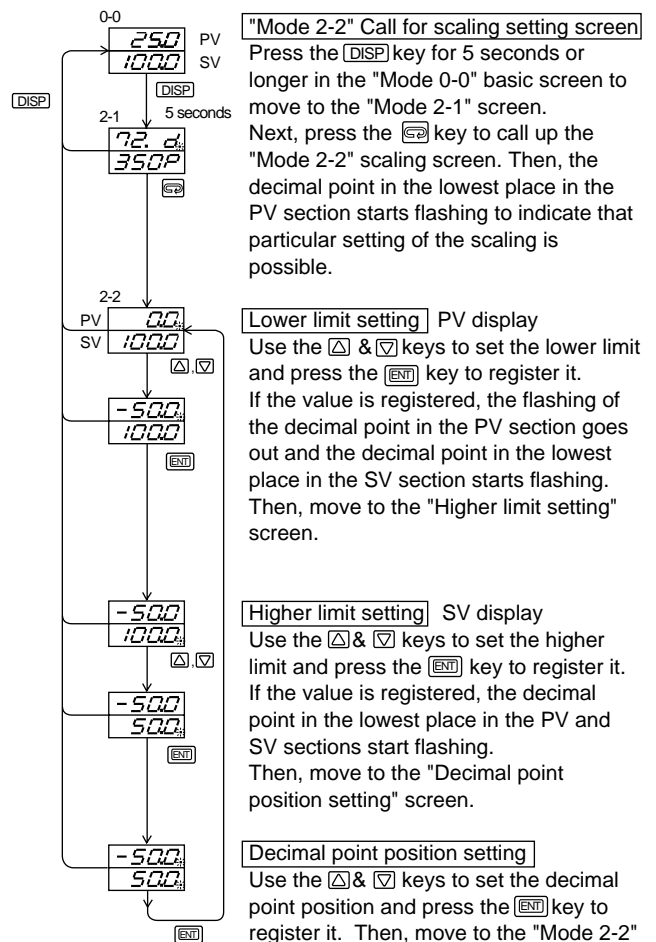 0-0
25.0 PV
100.0 SV
DISP
DISP
5 seconds
2-1
72. d.
350P
2-2
PV 0.0.
SV 100.0
,
-50.0.
100.0
ENT
-50.0
100.0.
,
-50.0
50.0.
ENT
-50.0.
50.0.
ENT
"Mode 2-2" Call for scaling setting screen
Press the DISP key for 5 seconds or
longer in the "Mode 0-0" basic screen to
move to the "Mode 2-1" screen.
Next, press the key to call up the
"Mode 2-2" scaling screen. Then, the
decimal point in the lowest place in the
PV section starts flashing to indicate that
particular setting of the scaling is
possible.
Lower limit setting PV display
Use the △ & ▽ keys to set the lower limit
and press the ENT key to register it.
If the value is registered, the flashing of
the decimal point in the PV section goes
out and the decimal point in the lowest
place in the SV section starts flashing.
Then, move to the "Higher limit setting"
screen.
Higher limit setting SV display
Use the △ & ▽ keys to set the higher
limit and press the ENT key to register it.
If the value is registered, the decimal
point in the lowest place in the PV and
SV sections start flashing.
Then, move to the "Decimal point
position setting" screen.
Decimal point position setting
Use the △ & ▽ keys to set the decimal
point position and press the ENT key to
register it. Then, move to the "Mode 2-2"